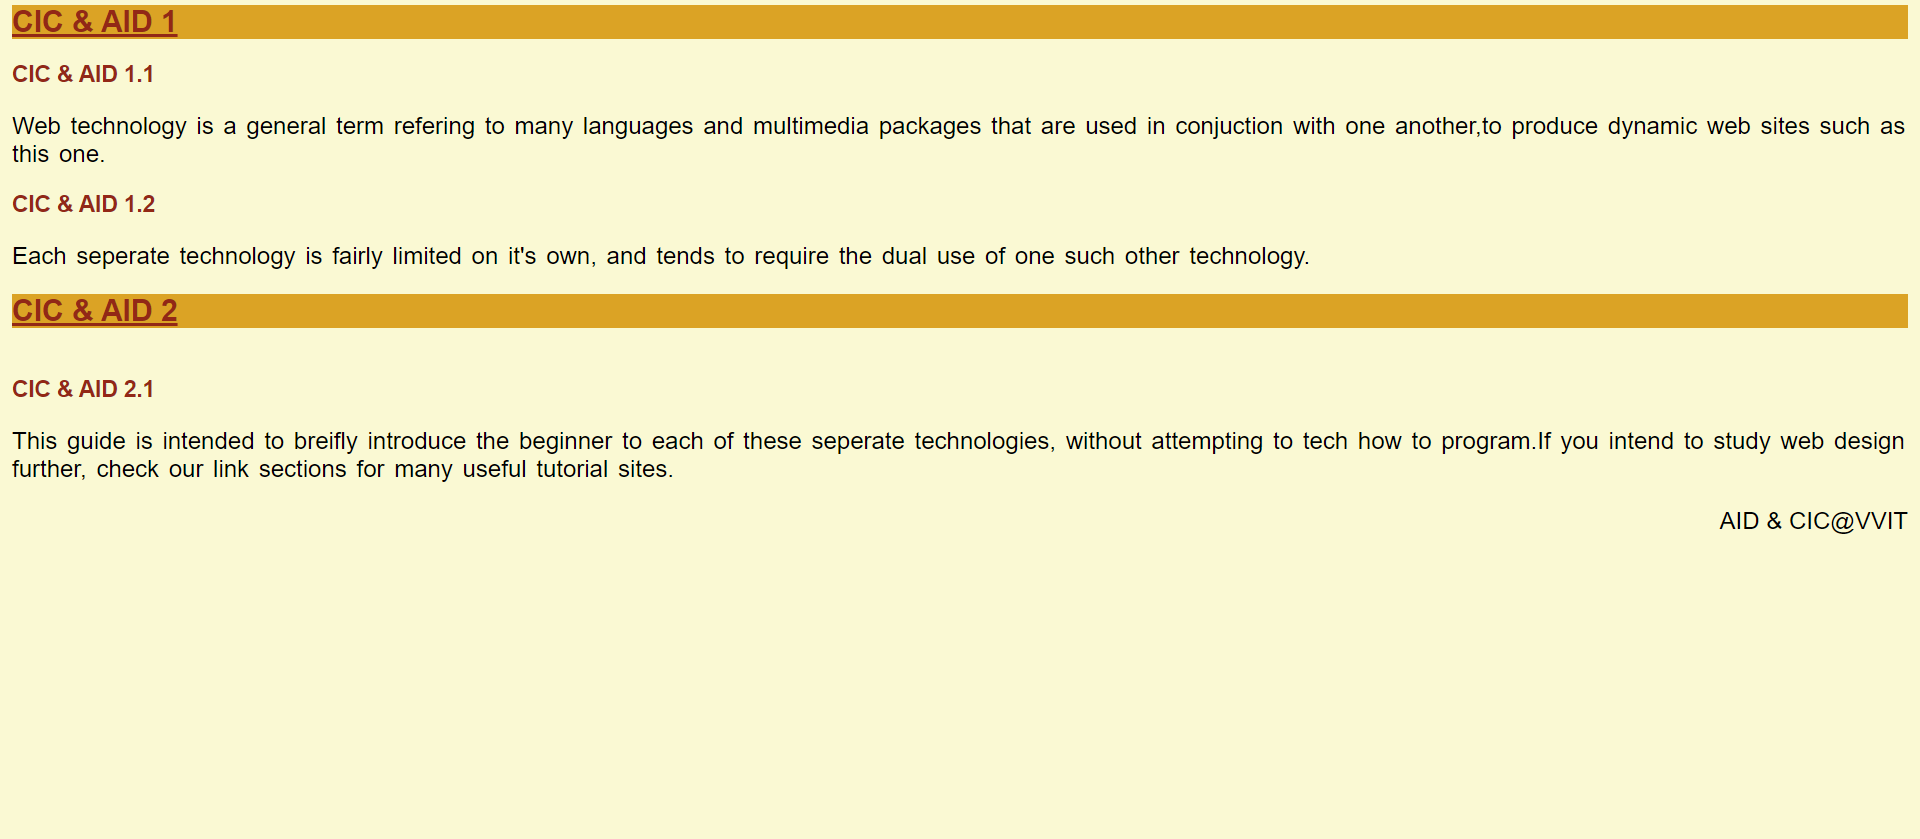 CIC & AID 1
CIC & AID 1.1
Web technology is a general term refering to many languages and multimedia packages that are used in conjuction with one another,to produce dynamic web sites such as
this one.
CIC & AID 1.2
Each seperate technology is fairly limited on it's own, and tends to require the dual use of one such other technology.
CIC & AID 2
CIC & AID 2.1
This guide is intended to breifly introduce the beginner to each of these seperate technologies, without attempting to tech how to program.If you intend to study web design
further, check our link sections for many useful tutorial sites.
AID & CIC@VVIT